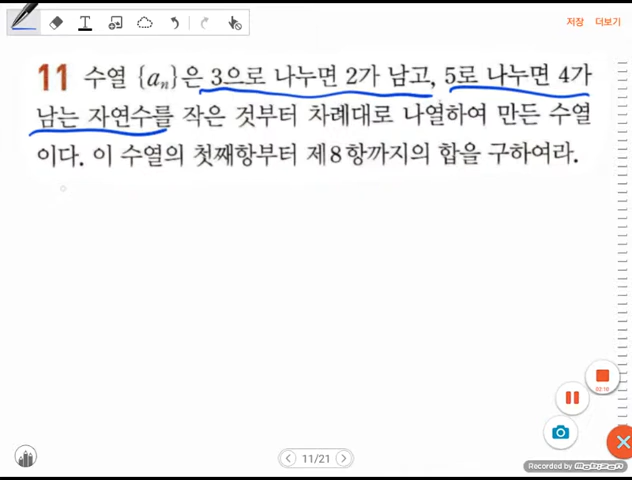 저장 더보기
11 수열 {aₙ}은 3으로 나누면 2가 남고, 5로 나누면 4가
남는 자연수를 작은 것부터 차례대로 나열하여 만든 수열
이다. 이 수열의 첫째항부터 제8항까지의 합을 구하여라.
02:10
11/21
Recorded by mobizen